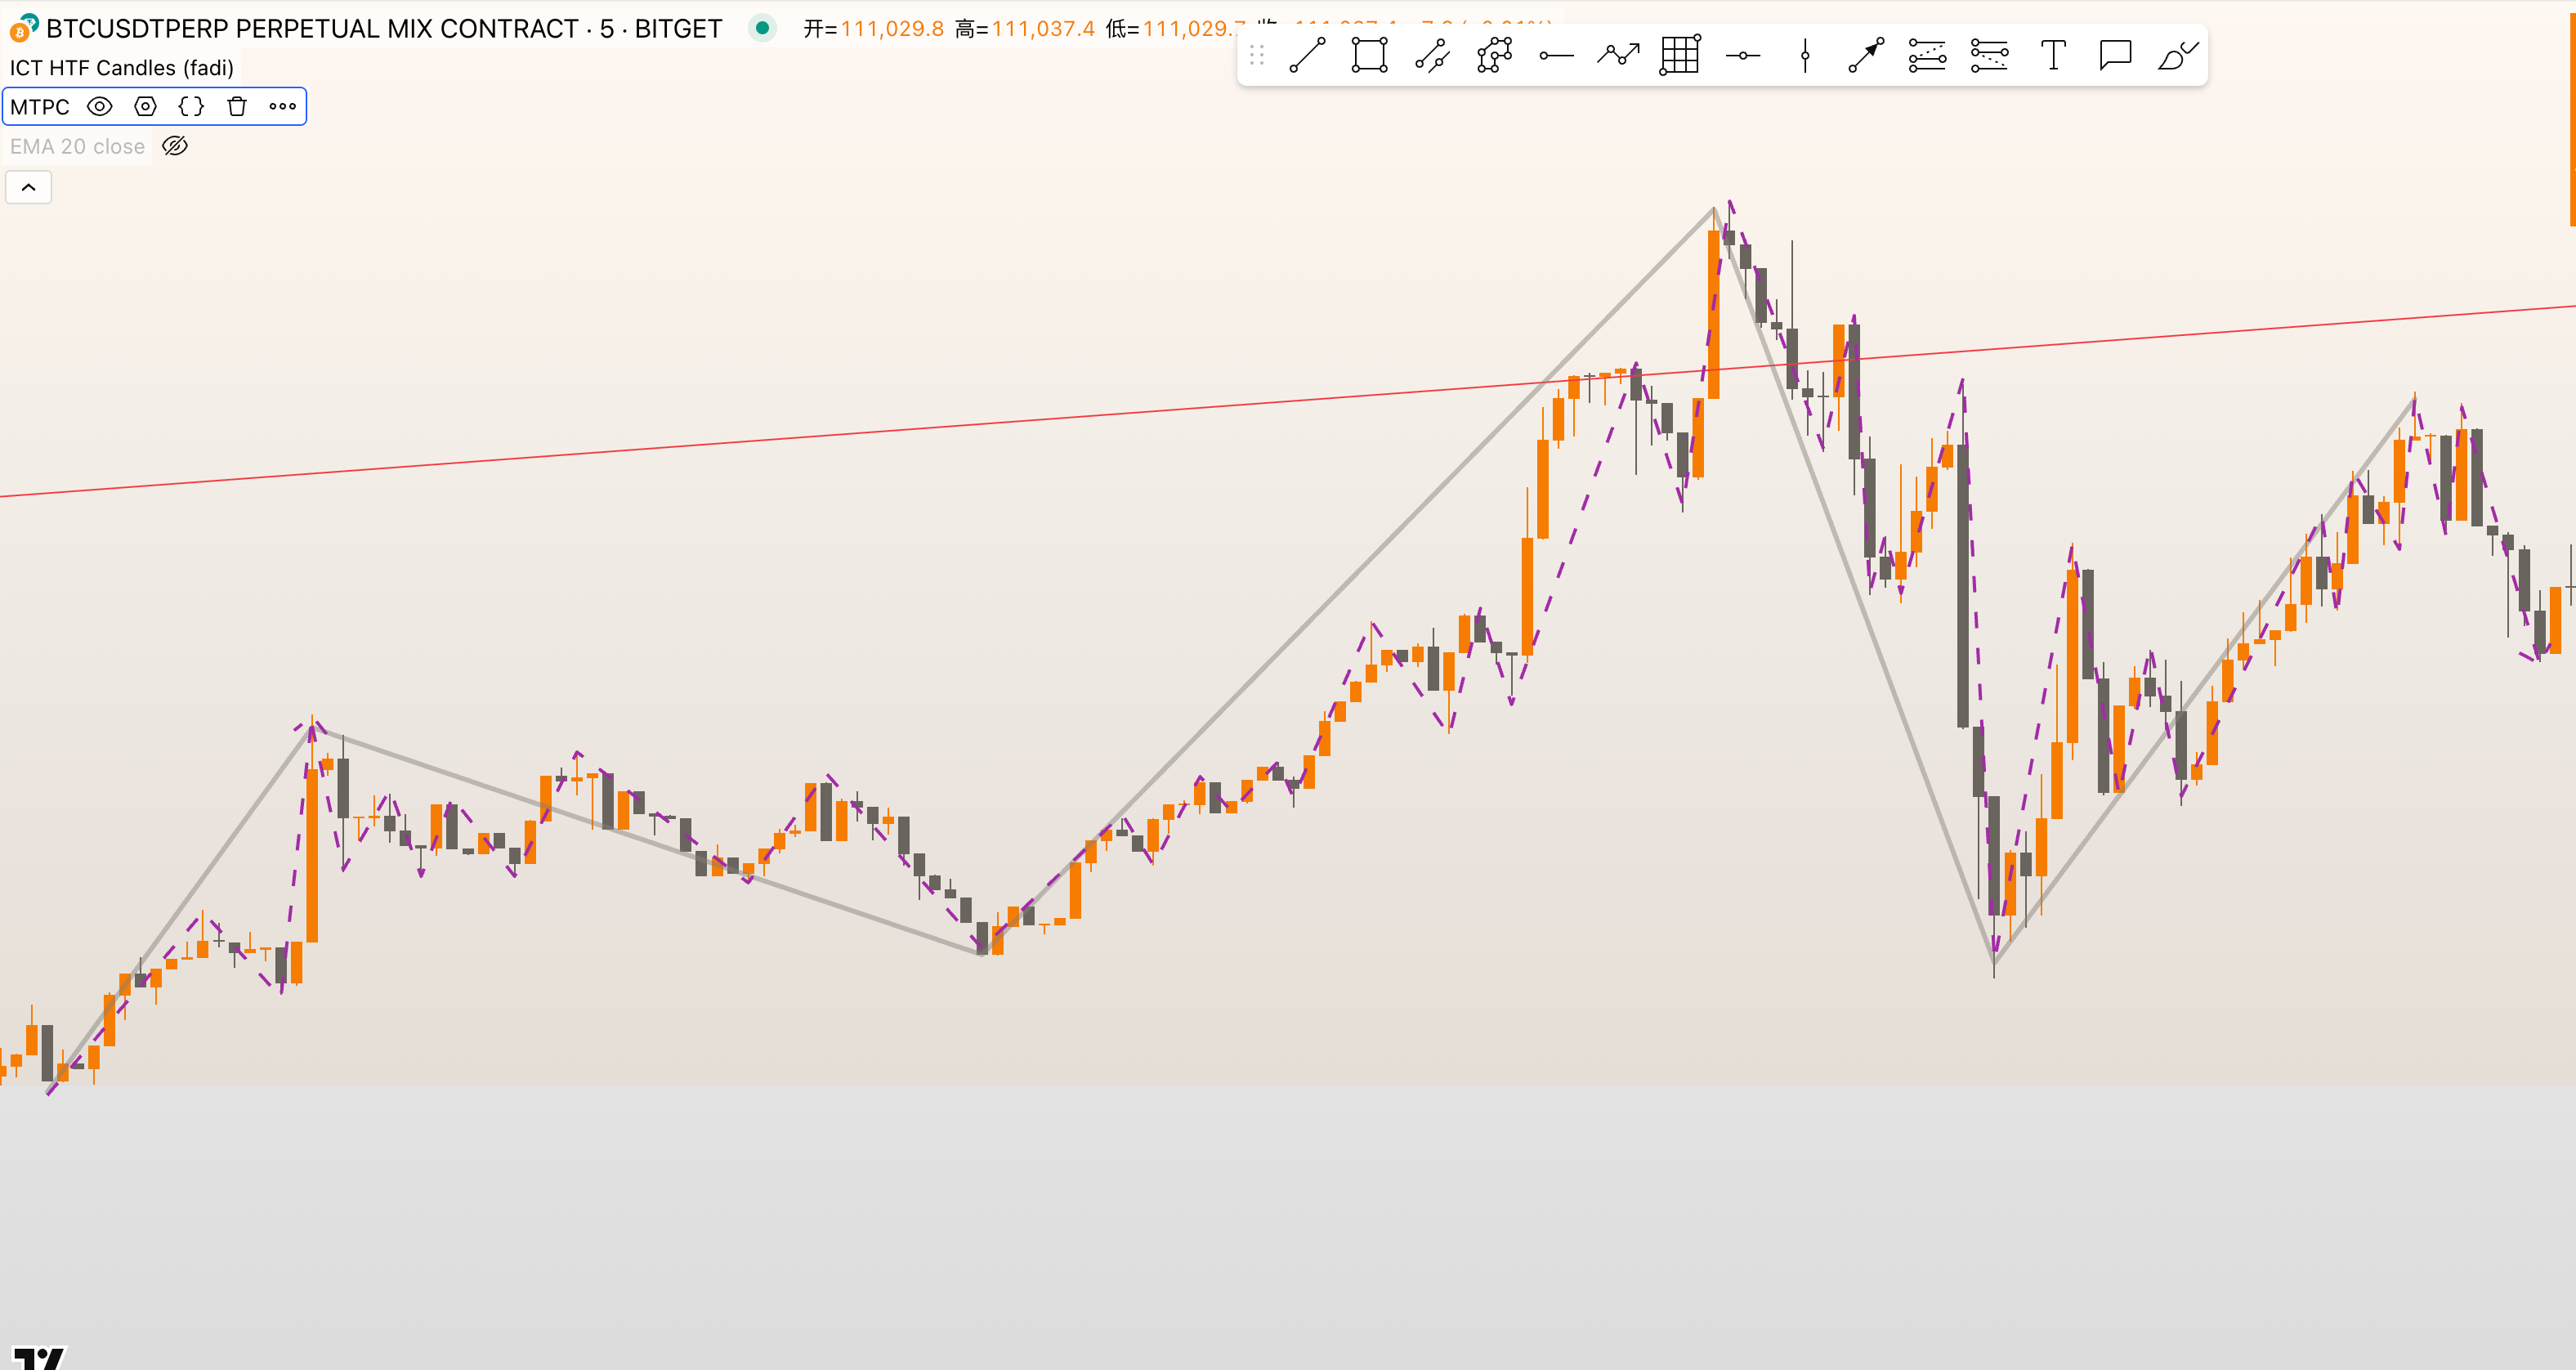 BTCUSDTPERP PERPETUAL MIX CONTRACT · 5 · BITGET 开=111,029.8 高=111,037.4 低=111,029.
ICT HTF Candles (fadi)
MTPC
EMA 20 close